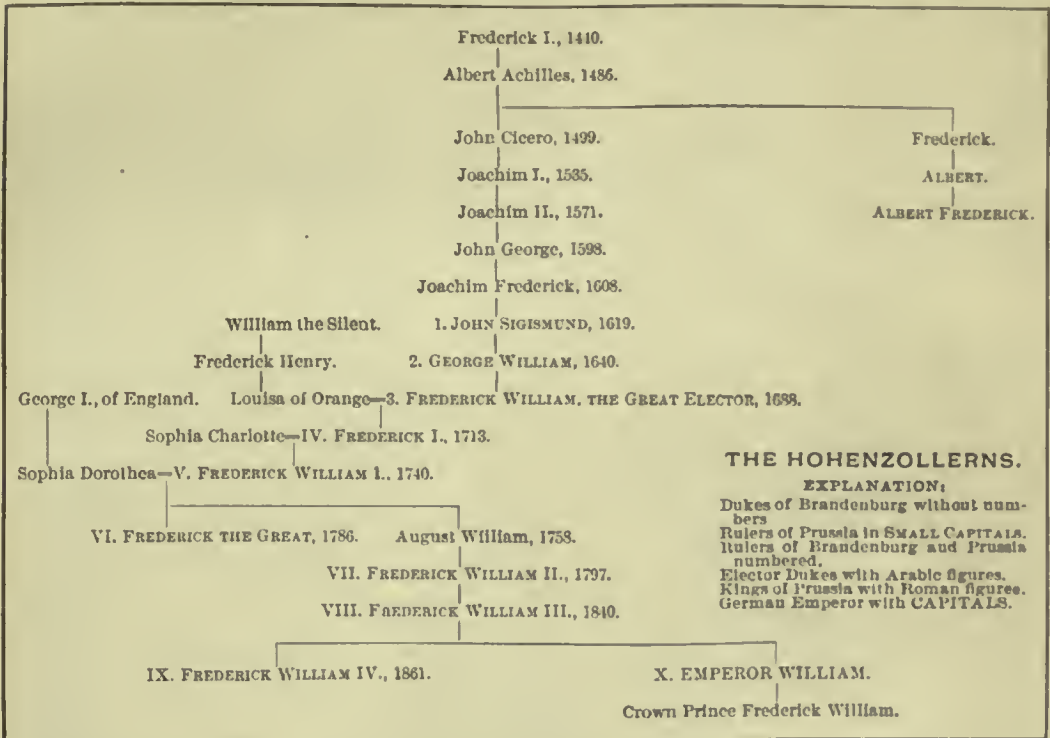 Frederick I., 1440.
Albert Achilles, 1486.
John Cicero, 1499.
Frederick.
Joachim I., 1535.
ALBERT.
Joachim II., 1571.
ALBERT FREDERICK.
John George, 1598.
Joachim Frederick, 1608.
William the Silent.
1. JOHN SIGISMUND, 1619.
Frederick Henry.
2. GEORGE WILLIAM, 1640.
George I., of England.
Louisa of Orange=3. FREDERICK WILLIAM, THE GREAT ELECTOR, 1688.
Sophia Charlotte=IV. FREDERICK I., 1713.
Sophia Dorothea=V. FREDERICK WILLIAM I., 1740.
VI. FREDERICK THE GREAT, 1786.
August William, 1758.
VII. FREDERICK WILLIAM II., 1797.
VIII. FREDERICK WILLIAM III., 1840.
IX. FREDERICK WILLIAM IV., 1861.
X. EMPEROR WILLIAM.
Crown Prince Frederick William.
THE HOHENZOLLERNS.
EXPLANATION:
Dukes of Brandenburg without num-
bers
Rulers of Prussia in SMALL CAPITALS.
Rulers of Brandenburg and Prussia
numbered.
Elector Dukes with Arabic figures.
Kings of Prussia with Roman figures.
German Emperor with CAPITALS.